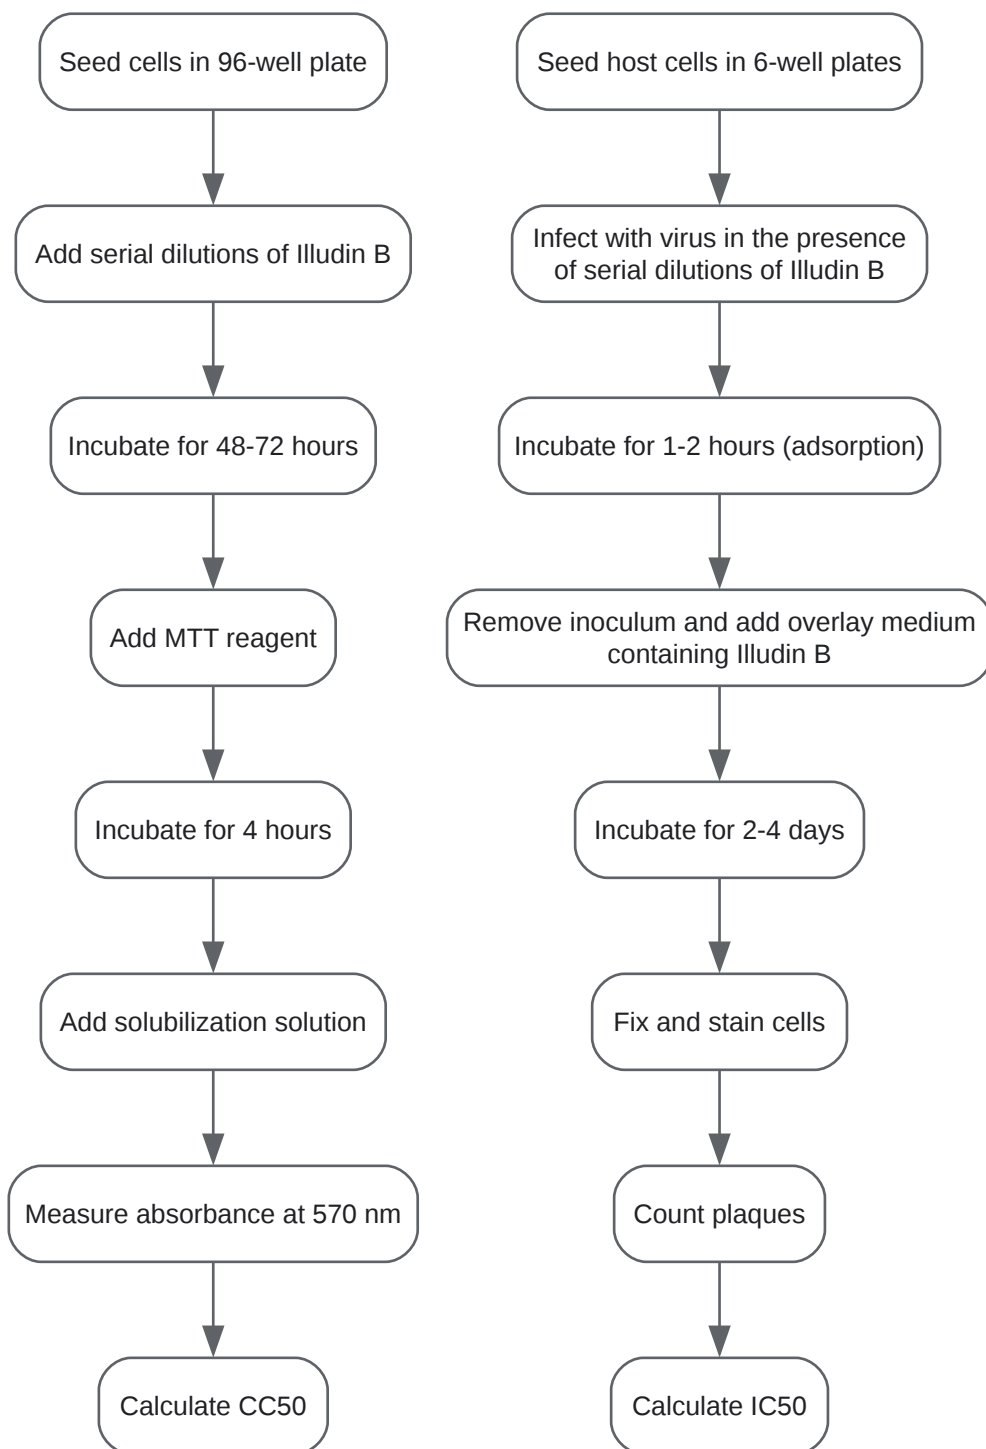 Seed cells in 96-well plate
Add serial dilutions of Illudin B
Incubate for 48-72 hours
Add MTT reagent
Incubate for 4 hours
Add solubilization solution
Measure absorbance at 570 nm
Calculate CC50
Seed host cells in 6-well plates
Infect with virus in the presence
of serial dilutions of Illudin B
Incubate for 1-2 hours (adsorption)
Remove inoculum and add overlay medium
containing Illudin B
Incubate for 2-4 days
Fix and stain cells
Count plaques
Calculate IC50